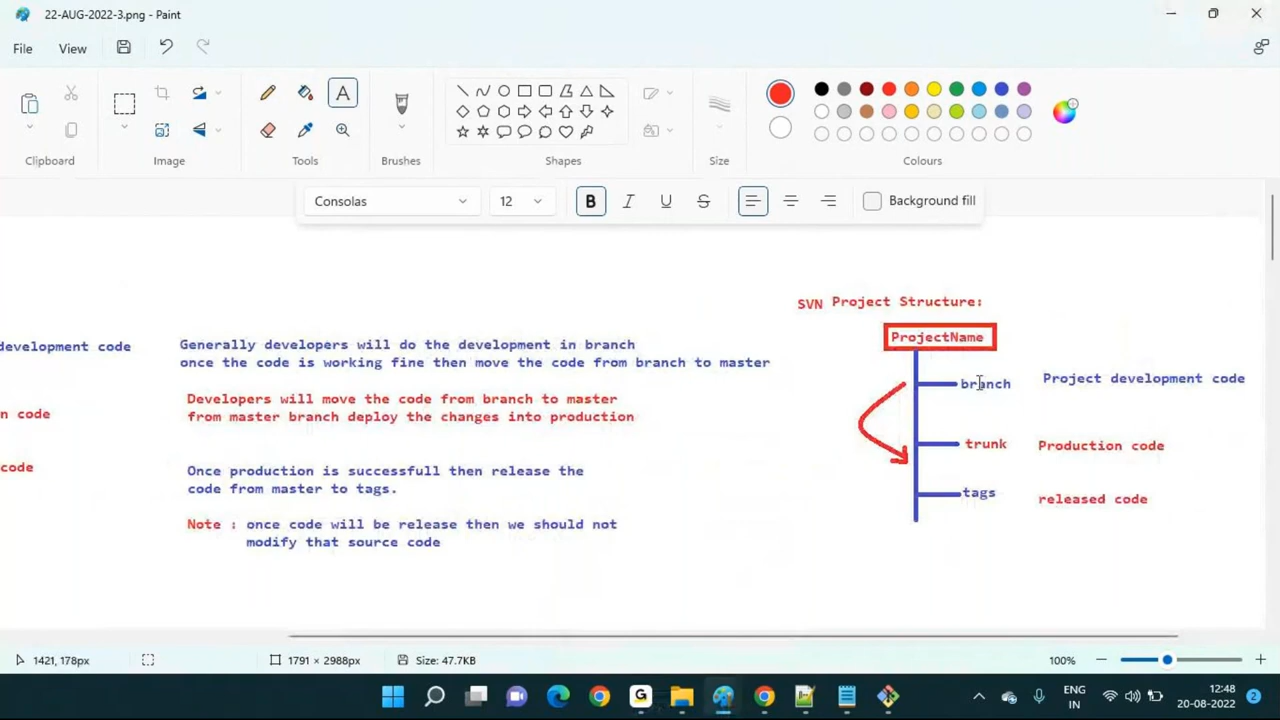 22-AUG-2022-3.png - Paint
File
View
Clipboard
Image
Tools
Brushes
Shapes
Size
Colours
Consolas
12
B
I
U
S
Background fill
A
SVN Project Structure:
ProjectName
development code
Generally developers will do the development in branch
once the code is working fine then move the code from branch to master
branch
Project development code
n code
Developers will move the code from branch to master
from master branch deploy the changes into production
trunk
Production code
code
Once production is successfull then release the
code from master to tags.
tags
released code
Note : once code will be release then we should not
modify that source code
1421, 178px
1791 × 2988px
Size: 47.7KB
100%
G
ENG
IN
12:48
20-08-2022
2